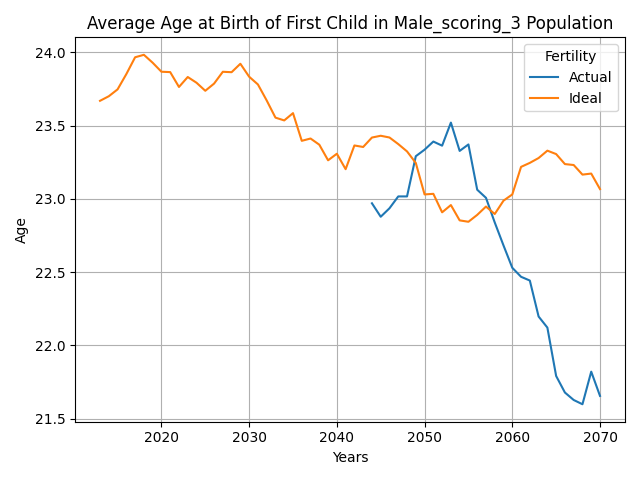 Average Age at Birth of First Child in Male_scoring_3 Population
Fertility
Actual
Ideal
24.0
23.5
23.0
22.5
22.0
21.5
Age
2020 2030 2040 2050 2060 2070
Years